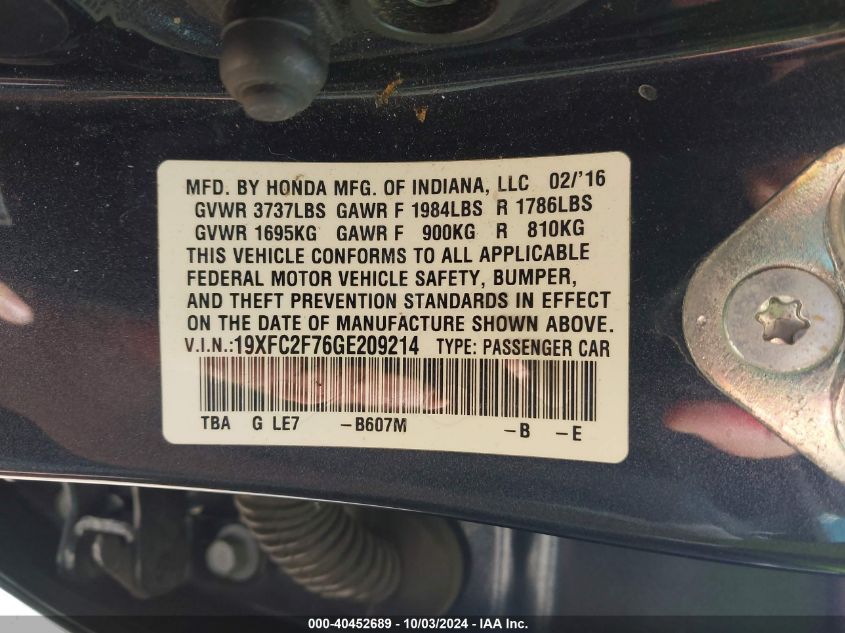 MFD. BY HONDA MFG. OF INDIANA, LLC 02/'16
GVWR 3737LBS GAWR F 1984LBS R 1786LBS
GVWR 1695KG GAWR F 900KG R 810KG
THIS VEHICLE CONFORMS TO ALL APPLICABLE
FEDERAL MOTOR VEHICLE SAFETY, BUMPER,
AND THEFT PREVENTION STANDARDS IN EFFECT
ON THE DATE OF MANUFACTURE SHOWN ABOVE.
V.I.N.:19XFC2F76GE209214 TYPE: PASSENGER CAR
TBA G LE7 -B607M -B -E
000-40452689 - 10/03/2024 - IAA Inc.